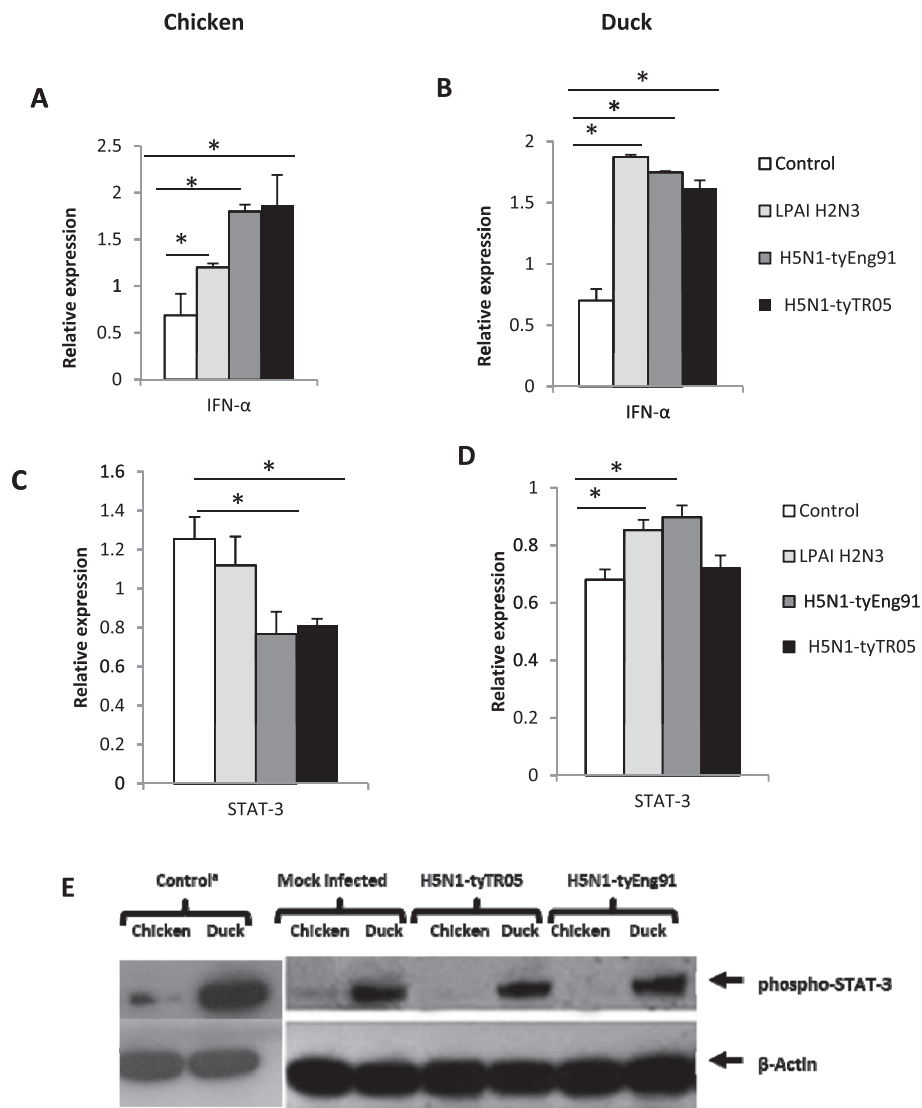 Chicken
Duck
A
Relative expression
2.5
2
1.5
1
0.5
0
*
*
*
IFN-α
B
Relative expression
2
1.5
1
0.5
0
*
*
*
IFN-α
Control
LPAI H2N3
H5N1-tyEng91
H5N1-tyTR05
C
Relative expression
1.6
1.4
1.2
1
0.8
0.6
0.4
0.2
0
*
*
STAT-3
D
Relative expression
1
0.8
0.6
0.4
0.2
0
*
*
STAT-3
Control
LPAI H2N3
H5N1-tyEng91
H5N1-tyTR05
E
Controlª Mock Infected H5N1-tyTR05 H5N1-tyEng91
Chicken Duck Chicken Duck Chicken Duck Chicken Duck
phospho-STAT-3
β-Actin